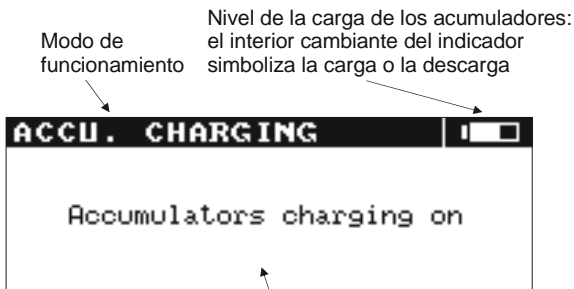 Modo de
funcionamiento
Nivel de la carga de los acumuladores:
el interior cambiante del indicador
simboliza la carga o la descarga
ACCU. CHARGING
Accumulators charging on